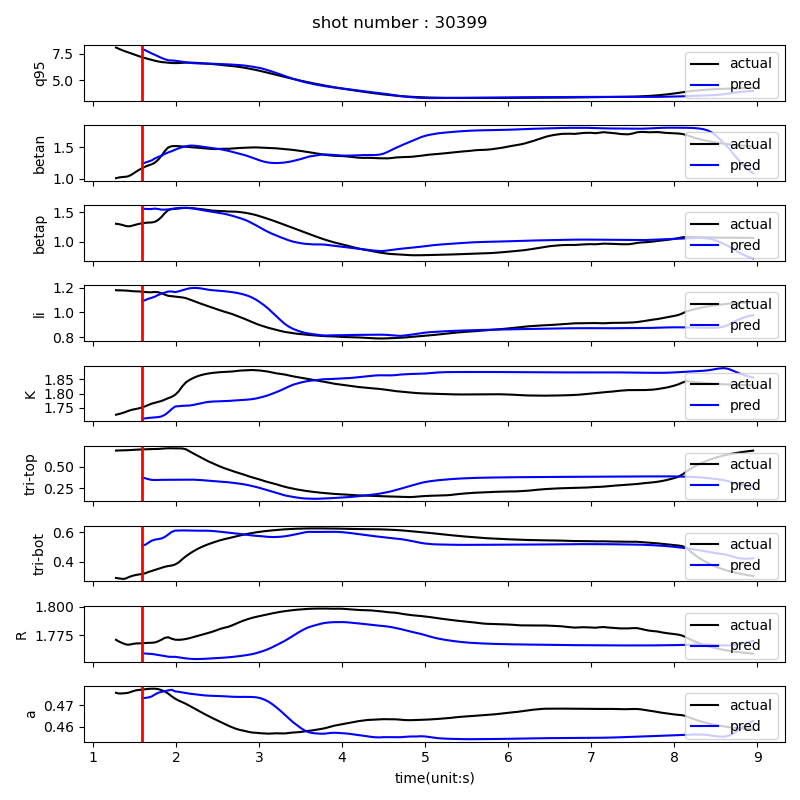 shot number : 30399
q95
7.5
5.0
actual
pred
betan
1.5
1.0
actual
pred
betap
1.5
1.0
actual
pred
li
1.2
1.0
0.8
actual
pred
K
1.85
1.80
1.75
actual
pred
tri-top
0.50
0.25
actual
pred
tri-bot
0.6
0.4
actual
pred
R
1.800
1.775
actual
pred
a
0.47
0.46
actual
pred
1 2 3 4 5 6 7 8 9
time(unit:s)